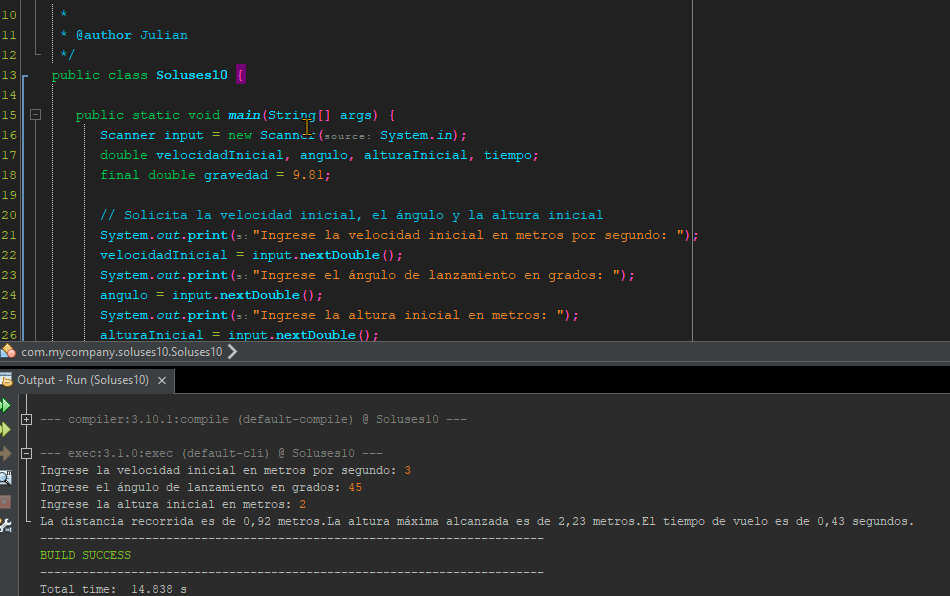 10 *
11 * @author Julian
12 */
13 public class Soluses10 {
14
15 public static void main(String[] args) {
16 Scanner input = new Scanner(source: System.in);
17 double velocidadInicial, angulo, alturaInicial, tiempo;
18 final double gravedad = 9.81;
19
20 // Solicita la velocidad inicial, el ángulo y la altura inicial
21 System.out.print(s: "Ingrese la velocidad inicial en metros por segundo: ");
22 velocidadInicial = input.nextDouble();
23 System.out.print(s: "Ingrese el ángulo de lanzamiento en grados: ");
24 angulo = input.nextDouble();
25 System.out.print(s: "Ingrese la altura inicial en metros: ");
26 alturaInicial = input.nextDouble();
com.mycompany.soluses10.Soluses10
Output - Run (Soluses10) ×
--- compiler:3.10.1:compile (default-compile) @ Soluses10 ---
--- exec:3.1.0:exec (default-cli) @ Soluses10 ---
Ingrese la velocidad inicial en metros por segundo: 3
Ingrese el ángulo de lanzamiento en grados: 45
Ingrese la altura inicial en metros: 2
La distancia recorrida es de 0,92 metros.La altura máxima alcanzada es de 2,23 metros.El tiempo de vuelo es de 0,43 segundos.
------------------------------------------------------------------------
BUILD SUCCESS
------------------------------------------------------------------------
Total time:  14.838 s